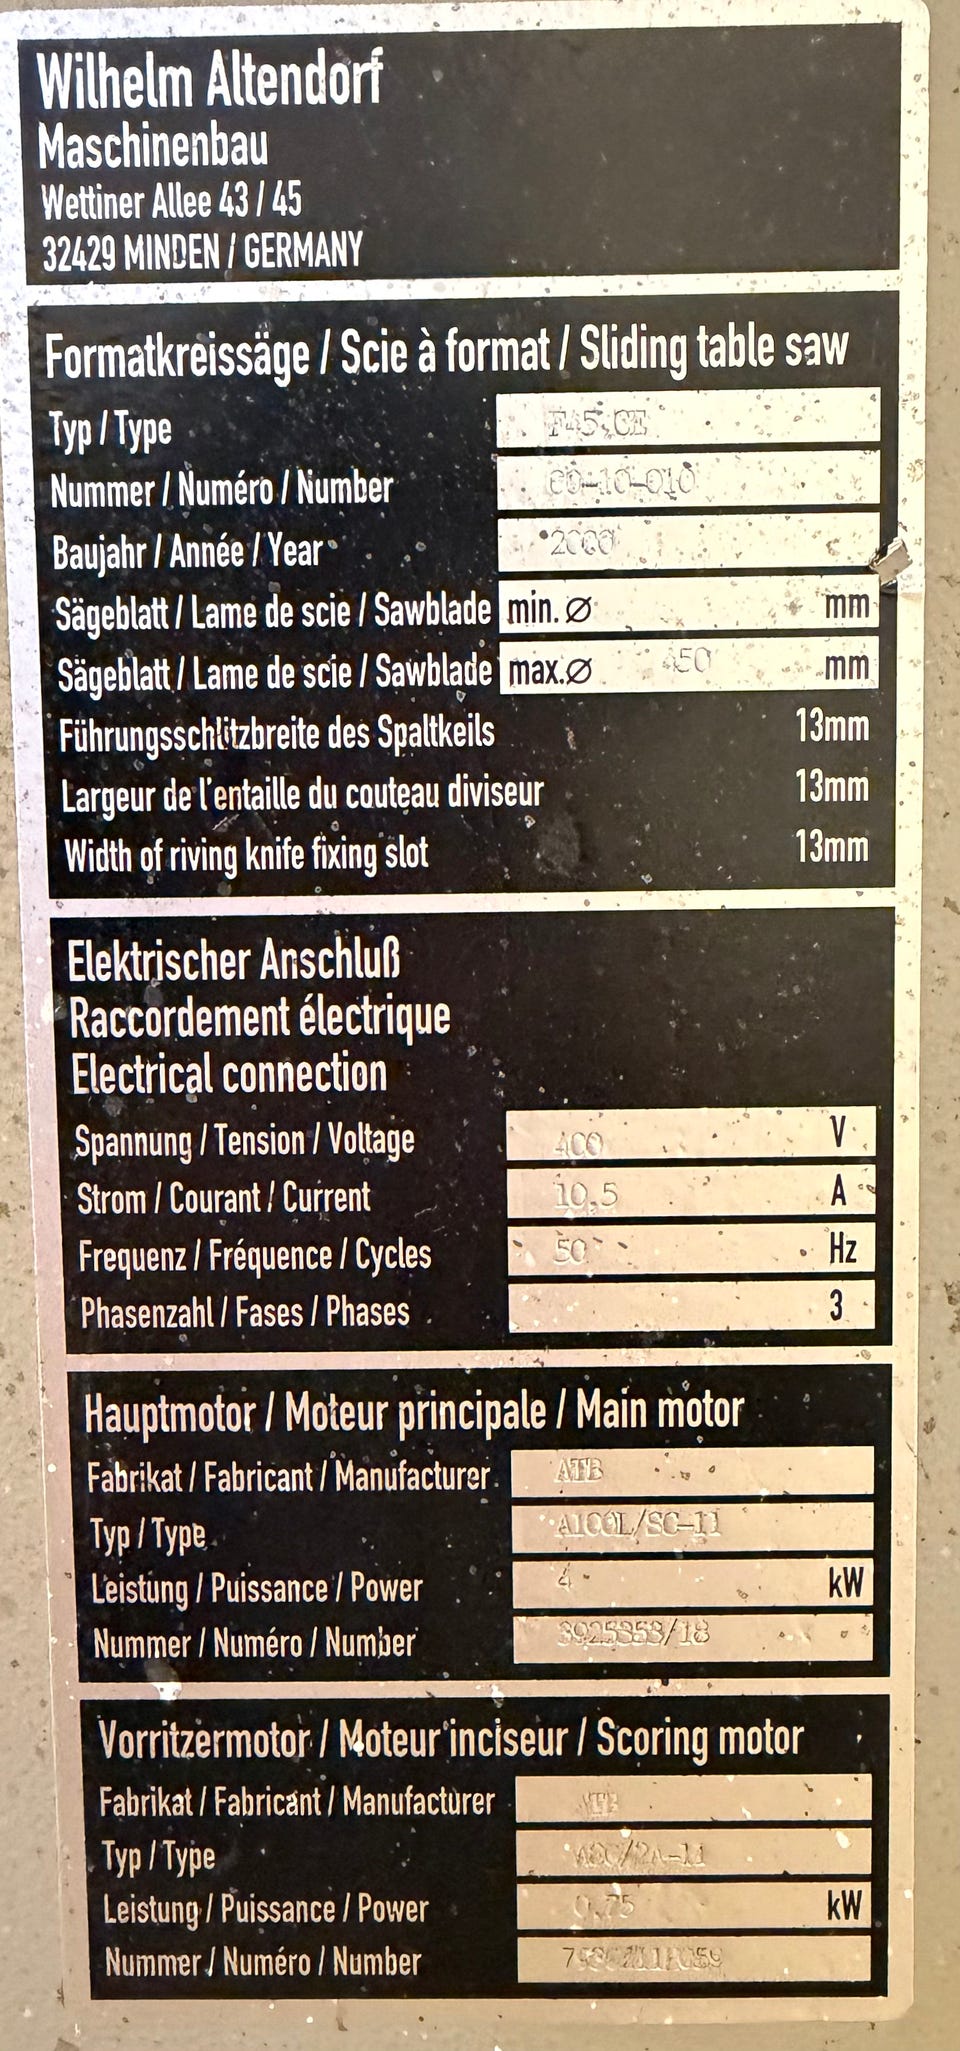 Wilhelm Altendorf
Maschinenbau
Wettiner Allee 43 / 45
32429 MINDEN / GERMANY
Formatkreissäge / Scie à format / Sliding table saw
Typ / Type F45 CE
Nummer / Numéro / Number
Baujahr / Année / Year 2000
Sägeblatt / Lame de scie / Sawblade min. ø mm
Sägeblatt / Lame de scie / Sawblade max.ø 450 mm
Führungsschlitzbreite des Spaltkeils 13mm
Largeur de l'entaille du couteau diviseur 13mm
Width of riving knife fixing slot 13mm
Elektrischer Anschluß
Raccordement électrique
Electrical connection
Spannung / Tension / Voltage 400 V
Strom / Courant / Current 10,5 A
Frequenz / Fréquence / Cycles 50 Hz
Phasenzahl / Fases / Phases 3
Hauptmotor / Moteur principale / Main motor
Fabrikat / Fabricant / Manufacturer ATB
Typ / Type A100L/SC-11
Leistung / Puissance / Power 4 kW
Nummer / Numéro / Number
Vorritzermotor / Moteur inciseur / Scoring motor
Fabrikat / Fabricant / Manufacturer ATB
Typ / Type
Leistung / Puissance / Power 0,75 kW
Nummer / Numéro / Number